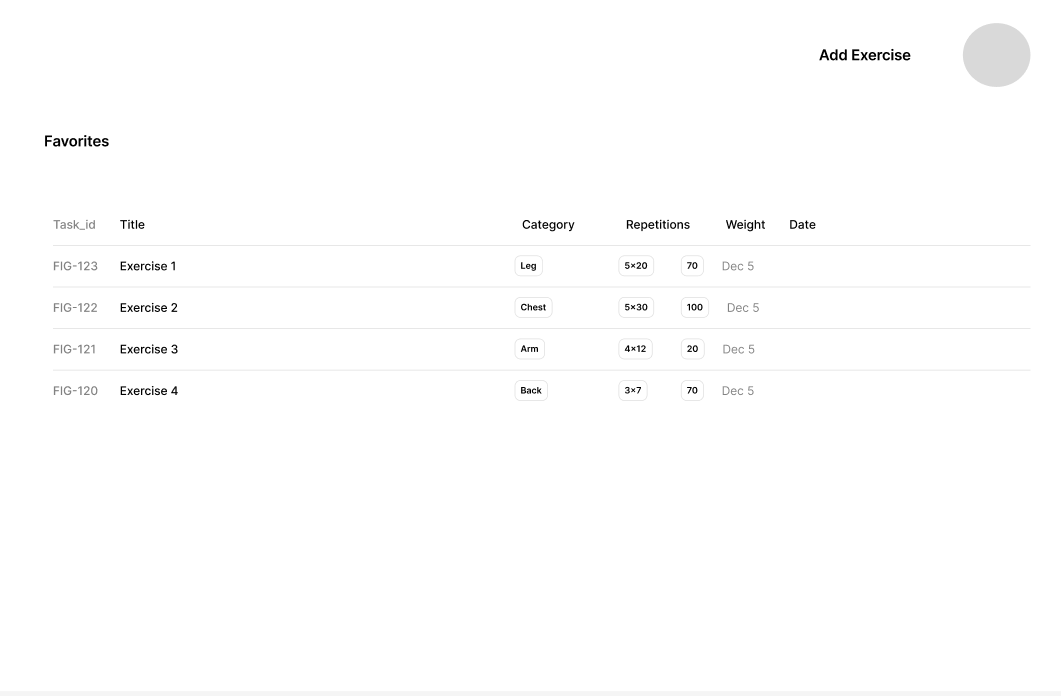 Add Exercise
Favorites
Task_id Title Category Repetitions Weight Date
FIG-123 Exercise 1 Leg 5×20 70 Dec 5
FIG-122 Exercise 2 Chest 5×30 100 Dec 5
FIG-121 Exercise 3 Arm 4×12 20 Dec 5
FIG-120 Exercise 4 Back 3×7 70 Dec 5